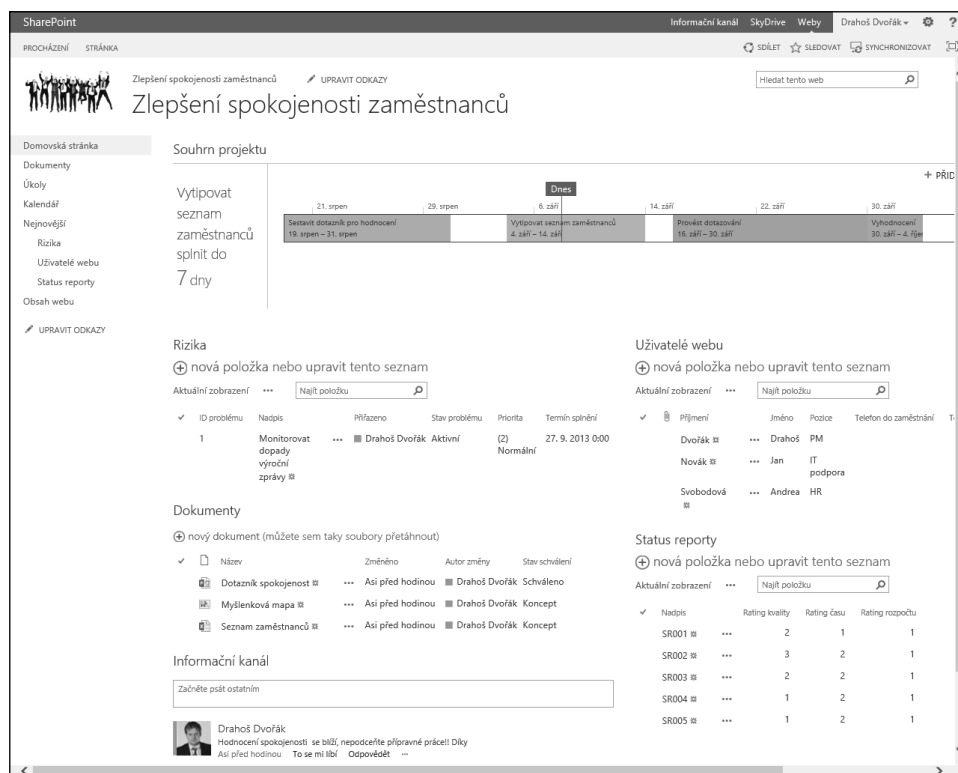 SharePoint
Informační kanál SkyDrive Weby Drahoš Dvořák ?
PROCHÁZENÍ STRÁNKA
SDÍLET SLEDOVAT SYNCHRONIZOVAT
Zlepšení spokojenosti zaměstnanců UPRAVIT ODKAZY
Hledat tento web
Zlepšení spokojenosti zaměstnanců
Domovská stránka
Dokumenty
Úkoly
Kalendář
Nejnovější
Rizika
Uživatelé webu
Status reporty
Obsah webu
UPRAVIT ODKAZY
Souhrn projektu
+ PŘID
Vytipovat
seznam
zaměstnanců
splnit do
7 dny
Dnes
21. srpen 29. srpen 6. září 14. září 22. září 30. září
Sestavit dotazník pro hodnocení Vytipovat seznam zaměstnanců Provést dotazování Vyhodnocení
19. srpen – 31. srpen 4. září – 14. září 16. září – 30. září 30. září – 4. říjen
Rizika
nová položka nebo upravit tento seznam
Aktuální zobrazení ••• Najít položku
ID problému Nadpis Přiřazeno Stav problému Priorita Termín splnění
1 Monitorovat dopady výroční zprávy ••• Drahoš Dvořák Aktivní (2) Normální 27. 9. 2013 0:00
Dokumenty
nový dokument (můžete sem taky soubory přetáhnout)
Název Změněno Autor změny Stav schválení
Dotazník spokojenost ••• Asi před hodinou Drahoš Dvořák Schváleno
Myšlenková mapa ••• Asi před hodinou Drahoš Dvořák Koncept
Seznam zaměstnanců ••• Asi před hodinou Drahoš Dvořák Koncept
Informační kanál
Začněte psát ostatním
Drahoš Dvořák
Hodnocení spokojenosti se blíží, nepodceňte přípravné práce!! Díky
Asi před hodinou To se mi líbí Odpovědět •••
Uživatelé webu
nová položka nebo upravit tento seznam
Aktuální zobrazení ••• Najít položku
Příjmení Jméno Pozice Telefon do zaměstnání
Dvořák ••• Drahoš PM
Novák ••• Jan IT podpora
Svobodová ••• Andrea HR
Status reporty
nová položka nebo upravit tento seznam
Aktuální zobrazení ••• Najít položku
Nadpis Rating kvality Rating času Rating rozpočtu
SR001 ••• 2 1 1
SR002 ••• 3 2 1
SR003 ••• 2 2 1
SR004 ••• 1 2 1
SR005 ••• 1 2 1